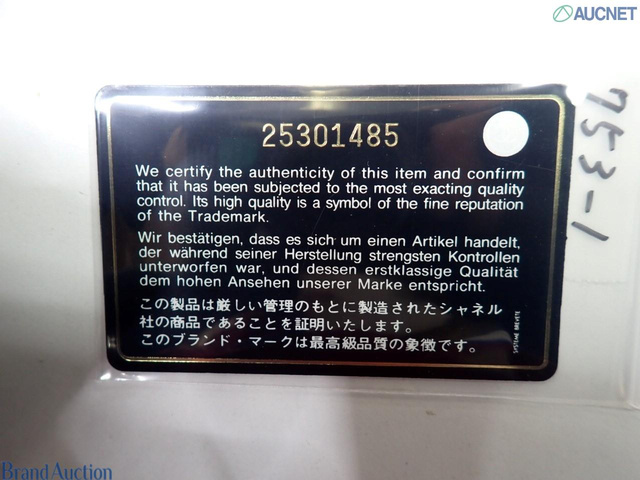 AUCNET
25301485
We certify the authenticity of this item and confirm
that it has been subjected to the most exacting quality
control. Its high quality is a symbol of the fine reputation
of the Trademark.
Wir bestätigen, dass es sich um einen Artikel handelt,
der während seiner Herstellung strengsten Kontrollen
unterworfen war, und dessen erstklassige Qualität
dem hohen Ansehen unserer Marke entspricht.
この製品は厳しい管理のもとに製造されたシャネル
社の商品であることを証明いたします。
このブランド・マークは最高級品質の象徴です。
SYSTEME BREVETE
753-1
Brand Auction